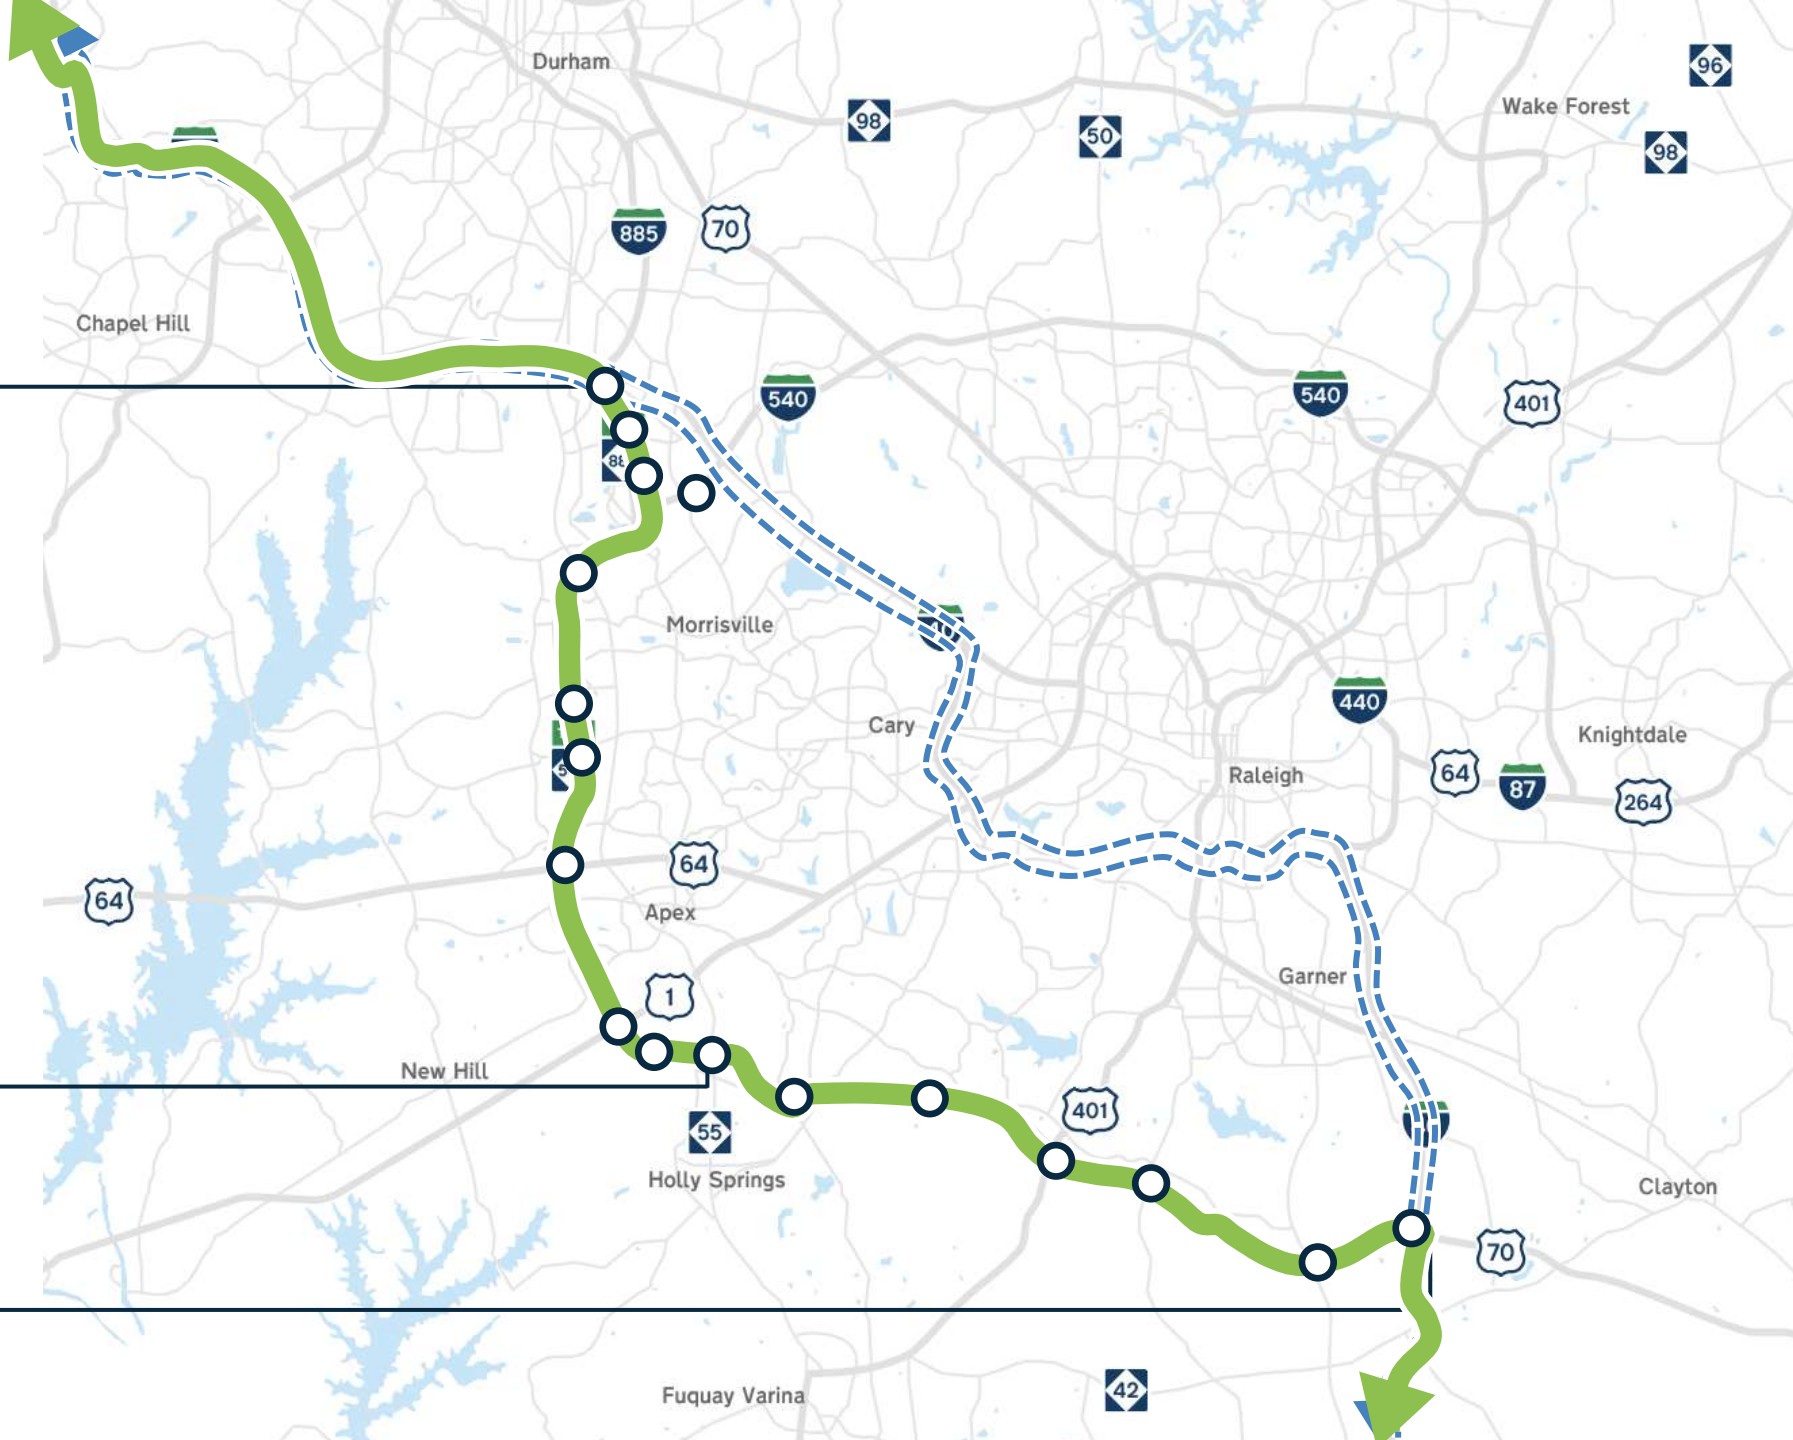 Durham
96
Wake Forest
98
50
98
885
70
Chapel Hill
540
540
401
Morrisville
440
Cary
Knightdale
Raleigh
64
87
264
64
64
Apex
Garner
1
New Hill
401
55
Holly Springs
Clayton
70
42
Fuquay Varina